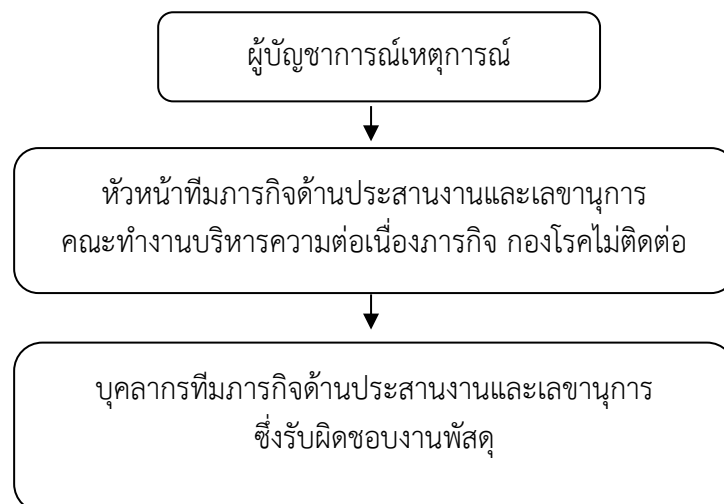 ผู้บัญชาการณ์เหตุการณ์
หัวหน้าทีมภารกิจด้านประสานงานและเลขานุการ
คณะทำงานบริหารความต่อเนื่องภารกิจ กองโรคไม่ติดต่อ
บุคลากรทีมภารกิจด้านประสานงานและเลขานุการ
ซึ่งรับผิดชอบงานพัสดุ